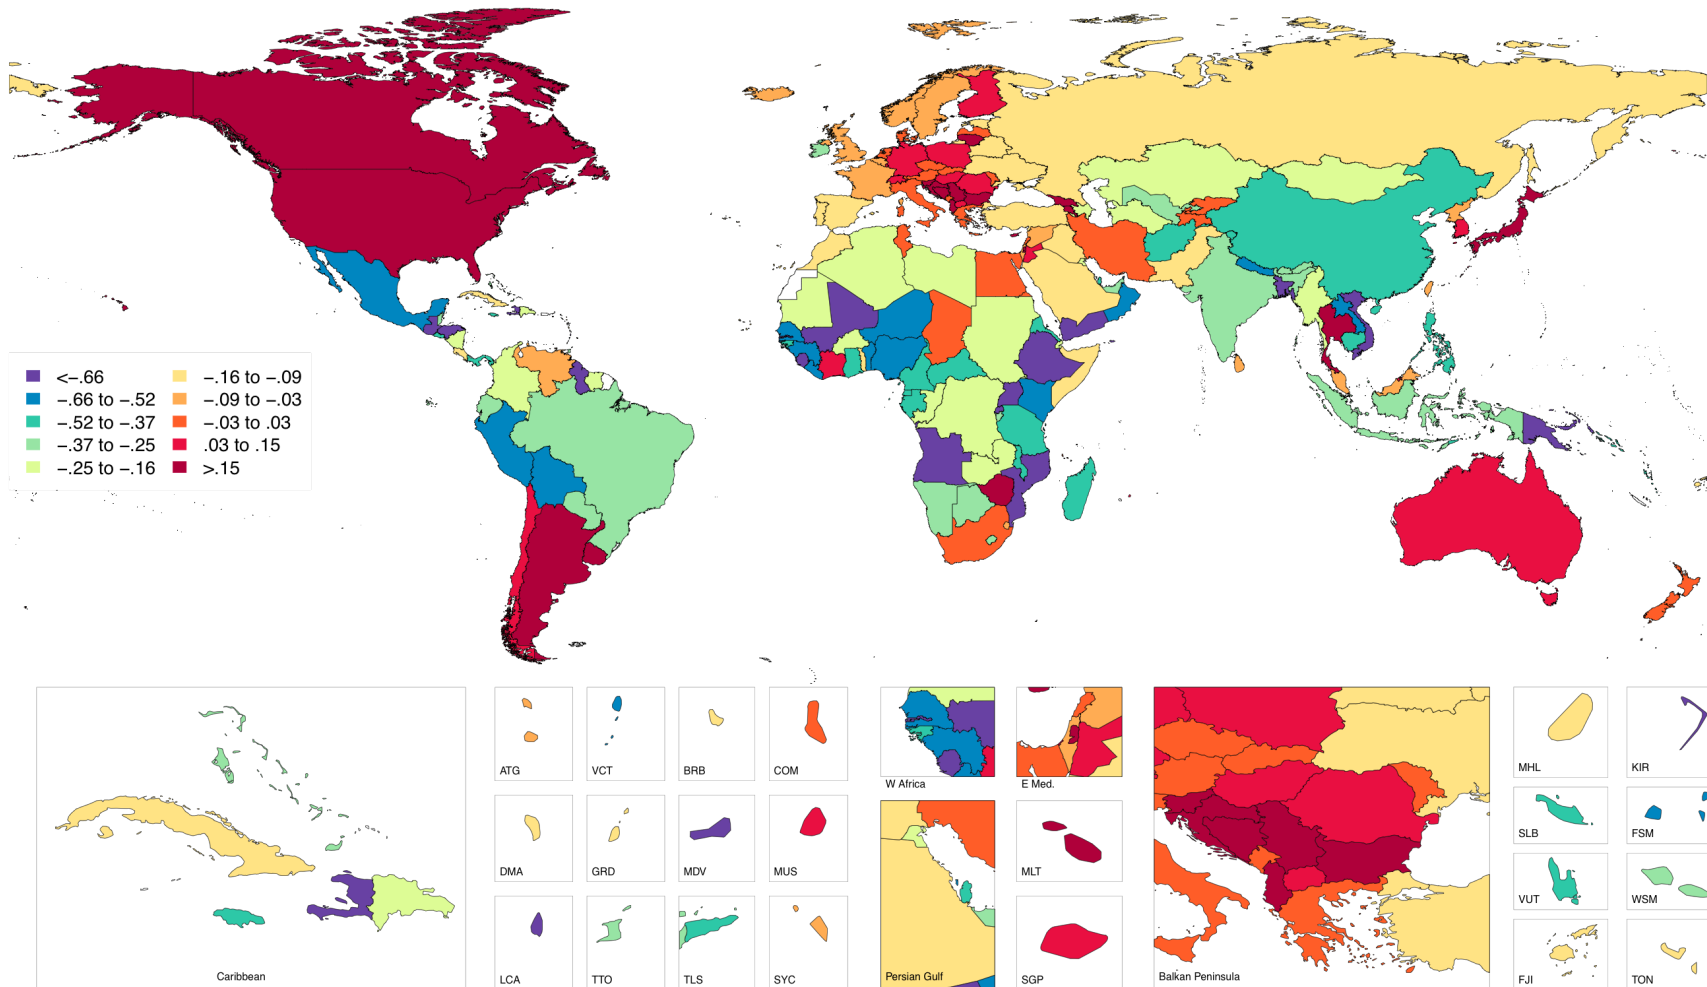 <−.66
−.66 to −.52
−.52 to −.37
−.37 to −.25
−.25 to −.16
−.16 to −.09
−.09 to −.03
−.03 to .03
.03 to .15
>.15
Caribbean
ATG
VCT
BRB
COM
DMA
GRD
MDV
MUS
LCA
TTO
TLS
SYC
W Africa
E Med.
Persian Gulf
MLT
SGP
Balkan Peninsula
MHL
KIR
SLB
FSM
VUT
WSM
FJI
TON